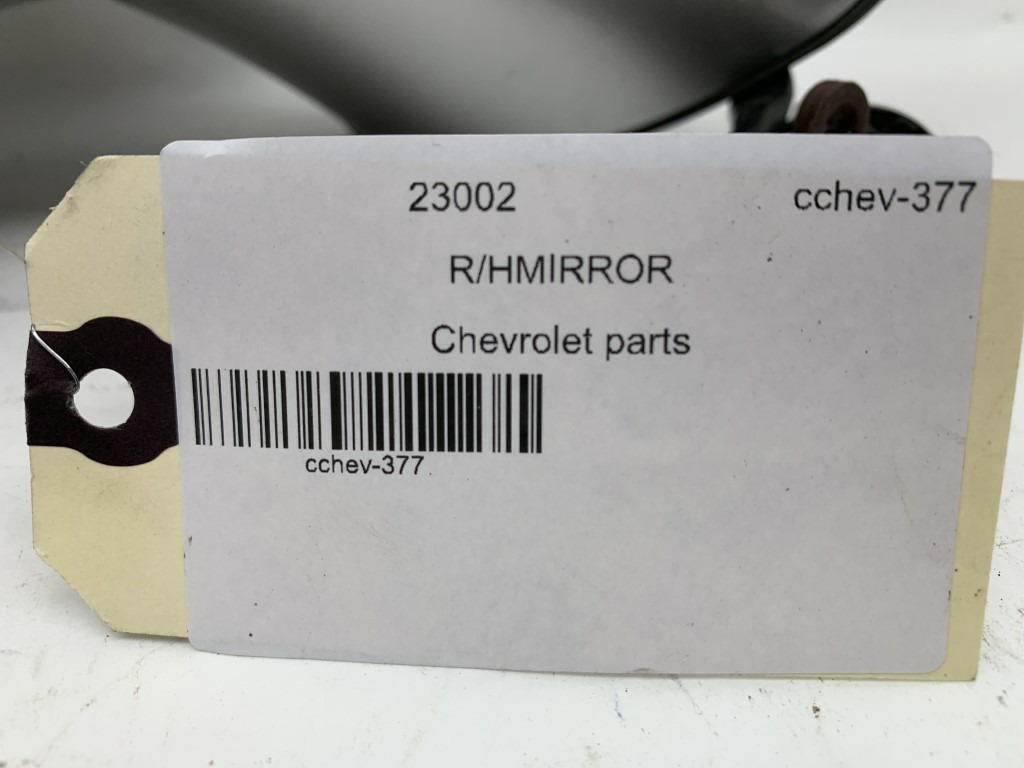 23002 cchev-377
R/HMIRROR
Chevrolet parts
cchev-377